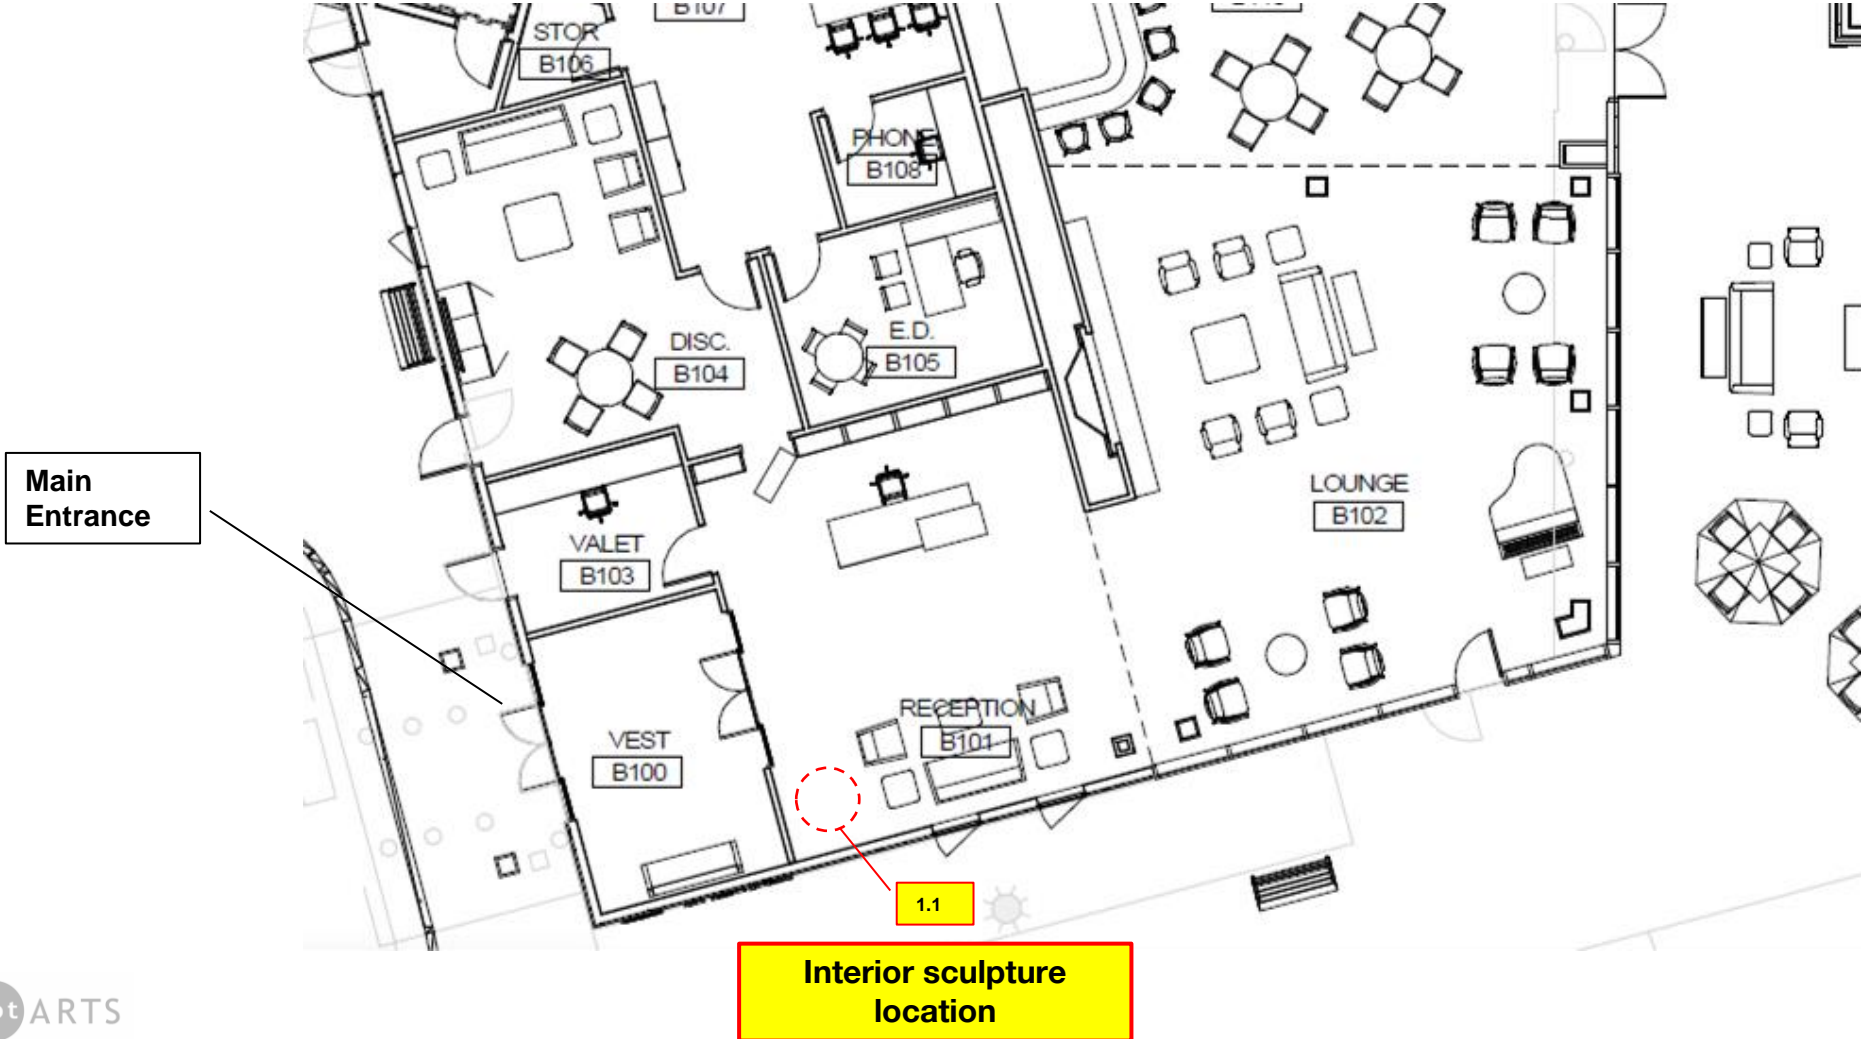 B107
STOR
B106
PHONE
B108
DISC.
B104
E.D.
B105
Main
Entrance
LOUNGE
B102
VALET
B103
RECEPTION
B101
VEST
B100
1.1
Interior sculpture
location
ARTS